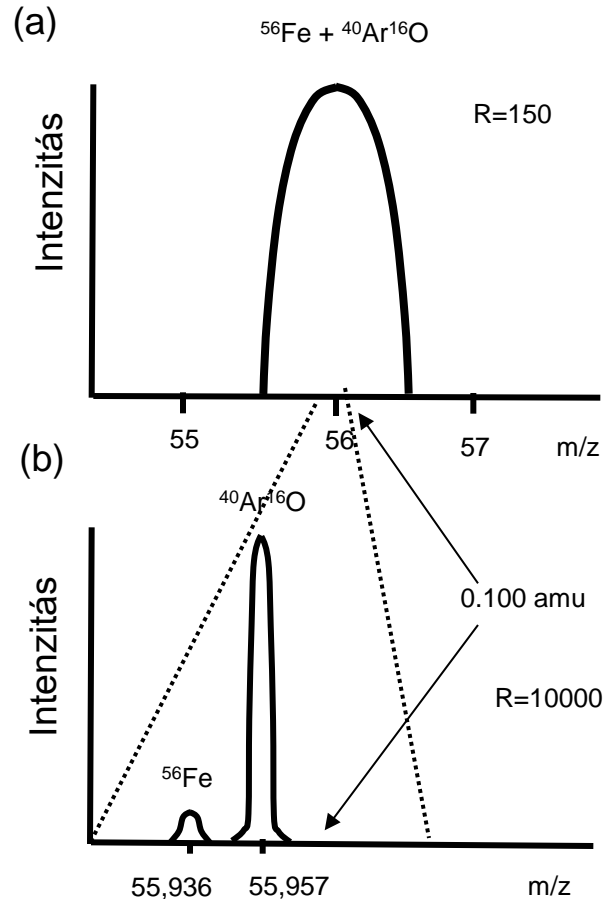 (a)
⁵⁶Fe + ⁴⁰Ar¹⁶O
R=150
Intenzitás
55 56 57 m/z
(b)
⁴⁰Ar¹⁶O
0.100 amu
R=10000
Intenzitás
⁵⁶Fe
55,936 55,957 m/z